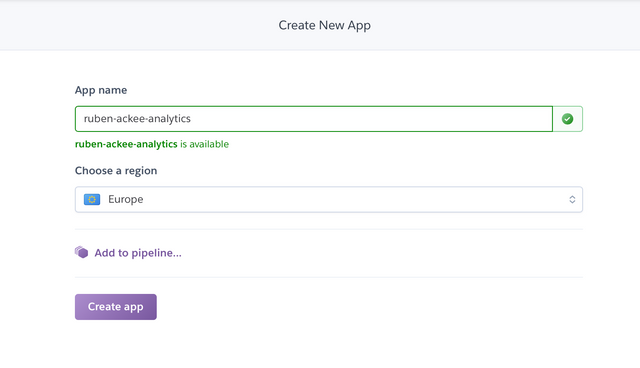 Create New App
App name
ruben-ackee-analytics
ruben-ackee-analytics is available
Choose a region
Europe
Add to pipeline...
Create app